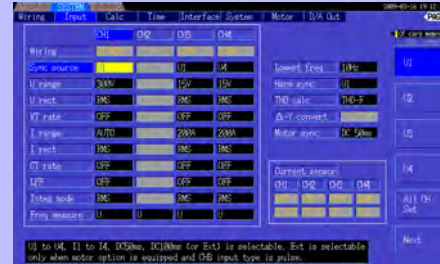 SYSTEM 2009-03-16 19:12
Wiring Input Calc Time Interface System Motor D/A Out PAG
CH1 CH2 CH3 CH4
Wiring
Sync source U1 U1 U4 Lowest freq 10Hz U1
U range 300V 15V 15V Harm sync U1
U rect RMS RMS RMS THD calc THD-F U2
VT rate OFF OFF OFF Δ-Y convert
I range AUTO 200A 200A Motor sync DC 50ms U3
I rect RMS RMS RMS
CT rate OFF OFF OFF Current sensor
LPF OFF OFF OFF CH1 CH2 CH3 CH4 U4
Integ mode RMS RMS RMS All CH Set
Freq measure U U U U
Next
U1 to U4, I1 to I4, DC50ms, DC100ms (or Ext) is selectable. Ext is selectable
only when motor option is equipped and CHB input type is pulse.